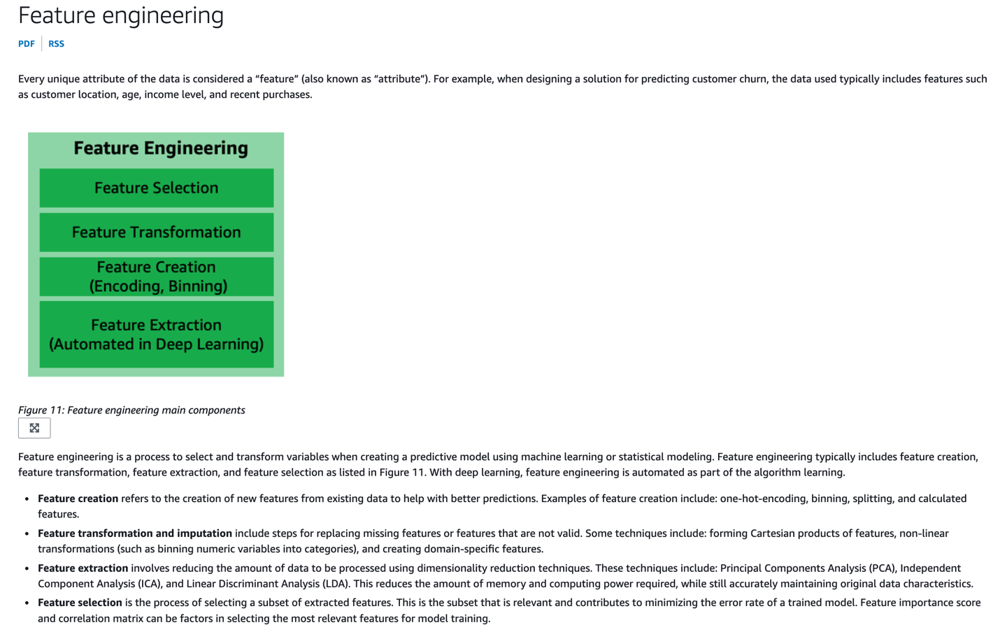 Feature engineering
PDF | RSS
Every unique attribute of the data is considered a “feature” (also known as “attribute”). For example, when designing a solution for predicting customer churn, the data used typically includes features such
as customer location, age, income level, and recent purchases.
Feature Engineering
Feature Selection
Feature Transformation
Feature Creation
(Encoding, Binning)
Feature Extraction
(Automated in Deep Learning)
Figure 11: Feature engineering main components
Feature engineering is a process to select and transform variables when creating a predictive model using machine learning or statistical modeling. Feature engineering typically includes feature creation,
feature transformation, feature extraction, and feature selection as listed in Figure 11. With deep learning, feature engineering is automated as part of the algorithm learning.
• Feature creation refers to the creation of new features from existing data to help with better predictions. Examples of feature creation include: one-hot-encoding, binning, splitting, and calculated
features.
• Feature transformation and imputation include steps for replacing missing features or features that are not valid. Some techniques include: forming Cartesian products of features, non-linear
transformations (such as binning numeric variables into categories), and creating domain-specific features.
• Feature extraction involves reducing the amount of data to be processed using dimensionality reduction techniques. These techniques include: Principal Components Analysis (PCA), Independent
Component Analysis (ICA), and Linear Discriminant Analysis (LDA). This reduces the amount of memory and computing power required, while still accurately maintaining original data characteristics.
• Feature selection is the process of selecting a subset of extracted features. This is the subset that is relevant and contributes to minimizing the error rate of a trained model. Feature importance score
and correlation matrix can be factors in selecting the most relevant features for model training.